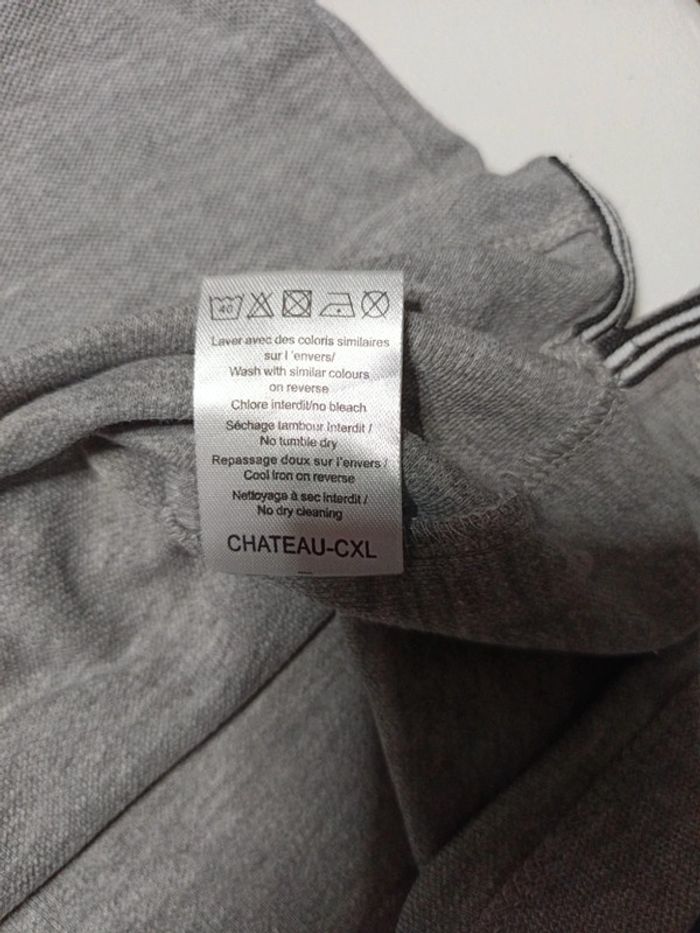 40
Laver avec des coloris similaires
sur l'envers/
Wash with similar colours
on reverse
Chlore interdit/no bleach
Séchage tambour Interdit /
No tumble dry
Repassage doux sur l'envers /
Cool Iron on reverse
Nettoyage à sec Interdit /
No dry cleaning
CHATEAU-CXL